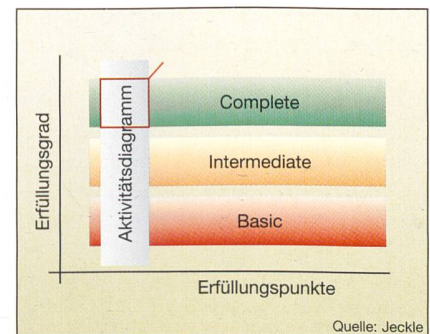 Erfüllungsgrad
Aktivitätsdiagramm
Complete
Intermediate
Basic
Erfüllungspunkte
Quelle: Jeckle